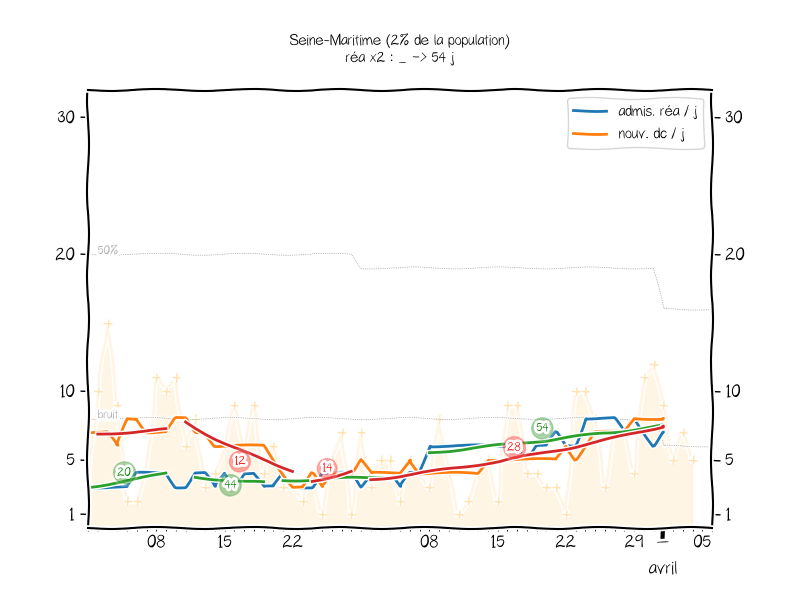 Seine-Maritime (2% de la population)
réa x2 : _ -> 54 j
admis. réa / j
nouv. dc / j
30 30
50%
20 20
10 10
bruit
54
28
5 20 12 14 5
44
1 1
08 15 22 08 15 22 29 1 05
avril